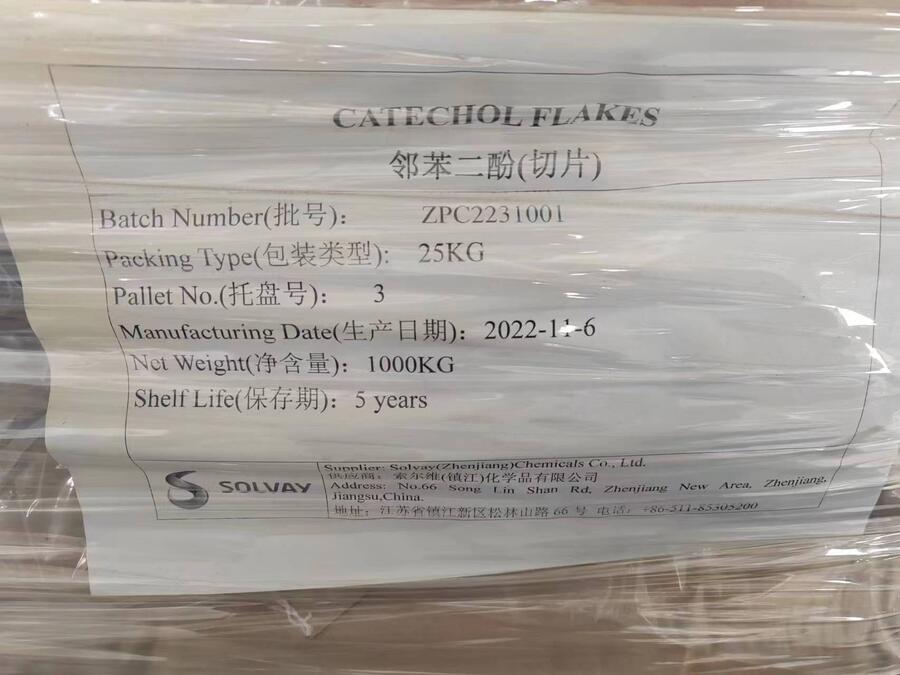 CATECHOL FLAKES
邻苯二酚(切片)
Batch Number(批号): ZPC2231001
Packing Type(包装类型): 25KG
Pallet No.(托盘号): 3
Manufacturing Date(生产日期): 2022-11-6
Net Weight(净含量): 1000KG
Shelf Life(保存期): 5 years
SOLVAY
Supplier: Solvay(Zhenjiang)Chemicals Co., Ltd.
供应商: 索尔维(镇江)化学品有限公司
Address: No.66 Song Lin Shan Rd, Zhenjiang New Area, Zhenjiang,
Jiangsu,China.
地址: 江苏省镇江新区松林山路 66 号 电话: +86-511-85305200